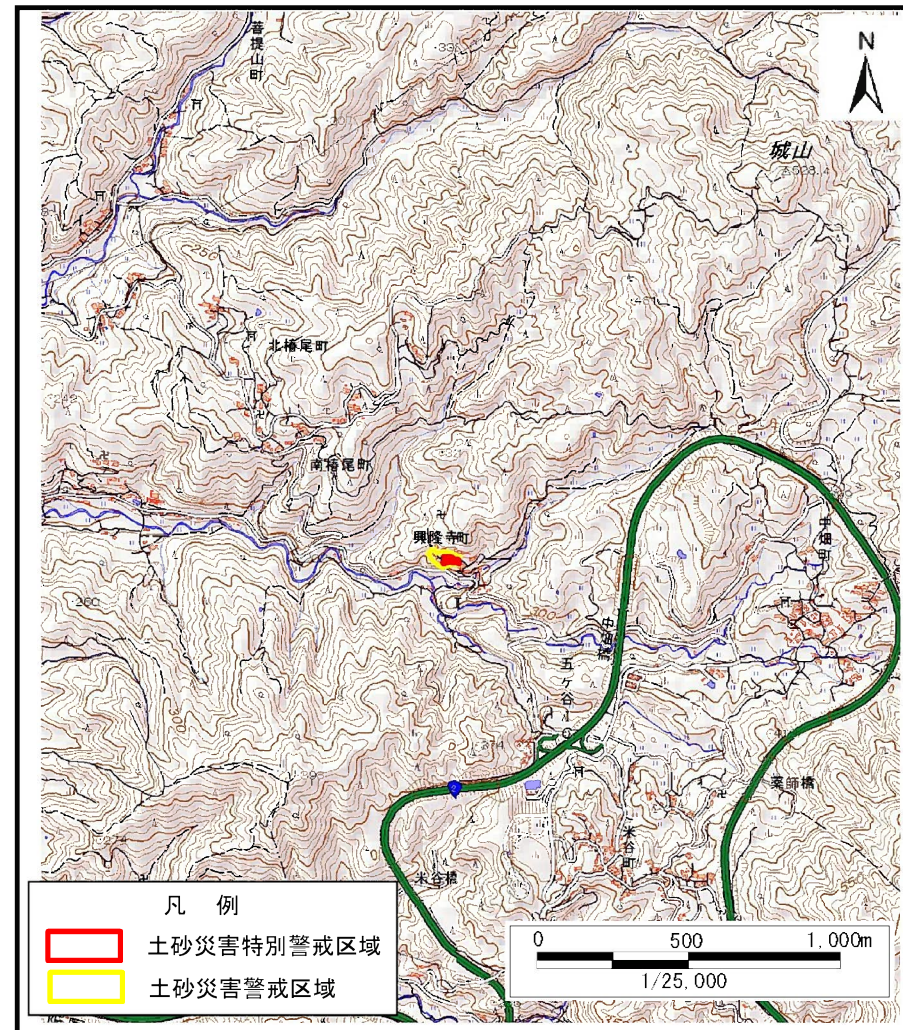 菩提山町
N
城山
北椿尾町
南椿尾町
興隆寺町
中畑町
中畑橋
五ヶ谷I.C
薬師橋
米谷町
米谷橋
凡 例
土砂災害特別警戒区域
土砂災害警戒区域
0 500 1,000m
1/25,000